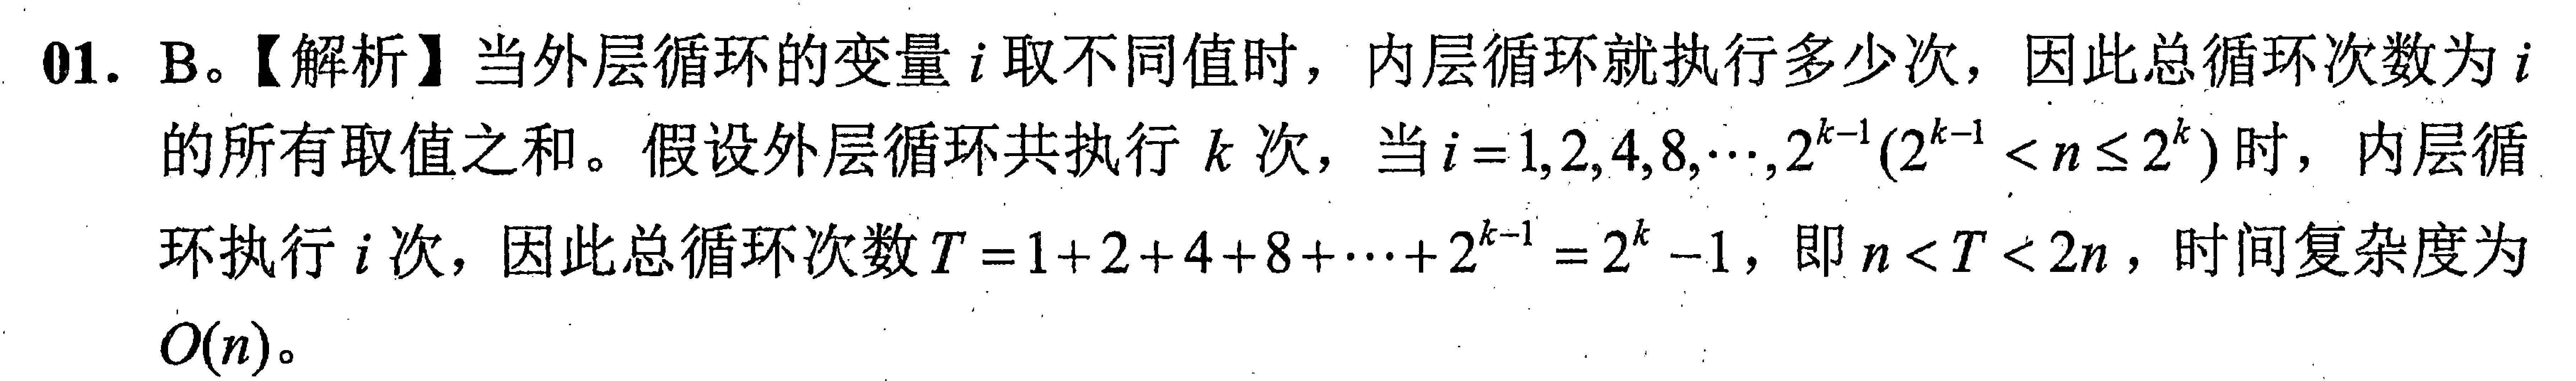 01. B。【解析】当外层循环的变量 i 取不同值时，内层循环就执行多少次，因此总循环次数为 i
的所有取值之和。假设外层循环共执行 k 次，当 i=1,2,4,8,⋯,2^{k-1}(2^{k-1}<n≤2^k) 时，内层循
环执行 i 次，因此总循环次数 T=1+2+4+8+⋯+2^{k-1}=2^k-1，即 n<T<2n，时间复杂度为
O(n)。